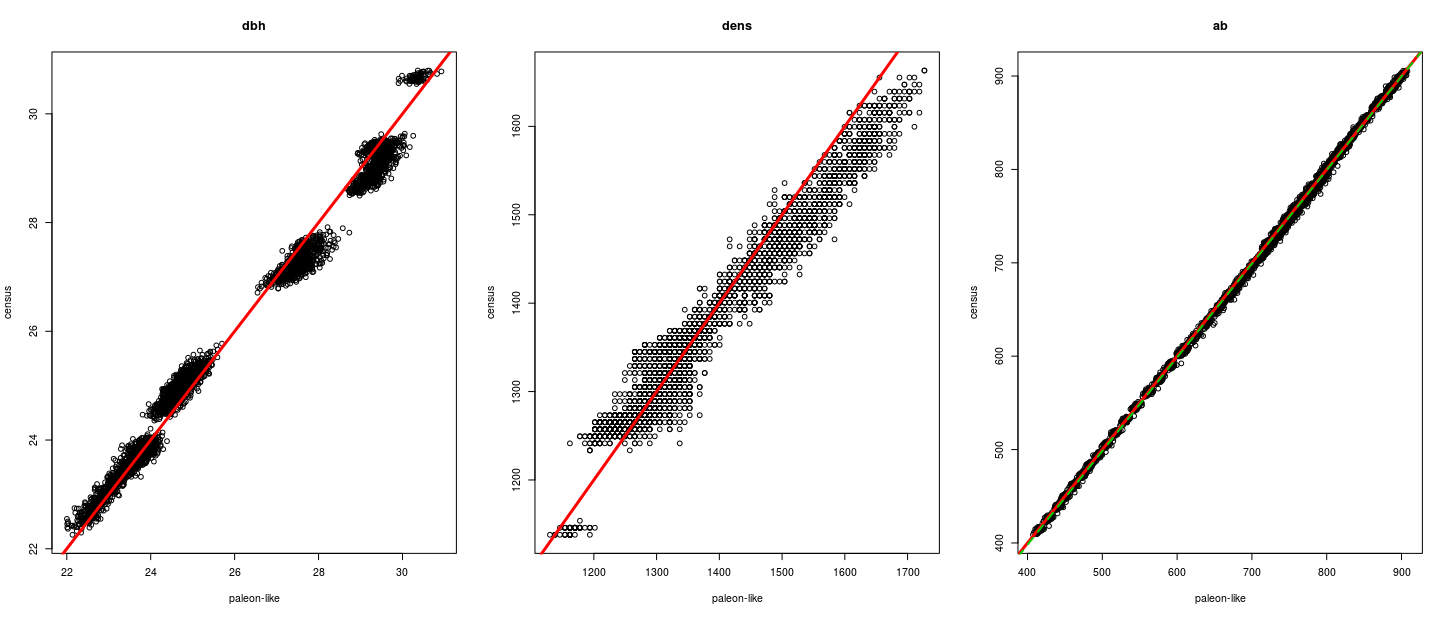 dbh
census
30
28
26
24
22
22 24 26 28 30
paleon-like
dens
census
1600
1500
1400
1300
1200
1200 1300 1400 1500 1600 1700
paleon-like
ab
census
900
800
700
600
500
400
400 500 600 700 800 900
paleon-like